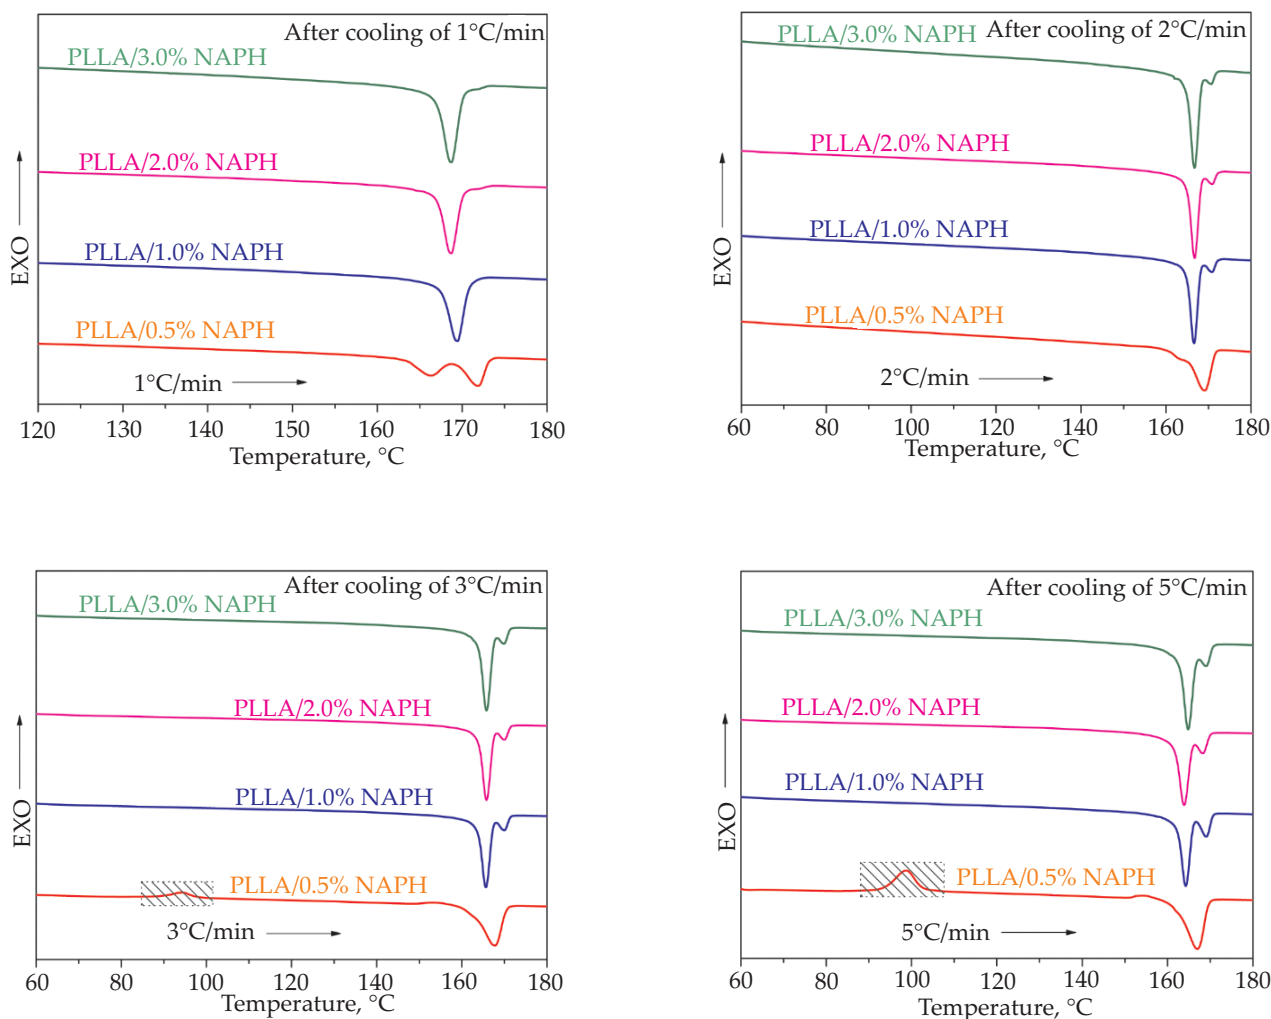 After cooling of 1°C/min
PLLA/3.0% NAPH
PLLA/2.0% NAPH
PLLA/1.0% NAPH
PLLA/0.5% NAPH
1°C/min
EXO
120 130 140 150 160 170 180
Temperature, °C
PLLA/3.0% NAPH
After cooling of 2°C/min
PLLA/2.0% NAPH
PLLA/1.0% NAPH
PLLA/0.5% NAPH
2°C/min
EXO
60 80 100 120 140 160 180
Temperature, °C
After cooling of 3°C/min
PLLA/3.0% NAPH
PLLA/2.0% NAPH
PLLA/1.0% NAPH
PLLA/0.5% NAPH
3°C/min
EXO
60 80 100 120 140 160 180
Temperature, °C
After cooling of 5°C/min
PLLA/3.0% NAPH
PLLA/2.0% NAPH
PLLA/1.0% NAPH
PLLA/0.5% NAPH
5°C/min
EXO
60 80 100 120 140 160 180
Temperature, °C